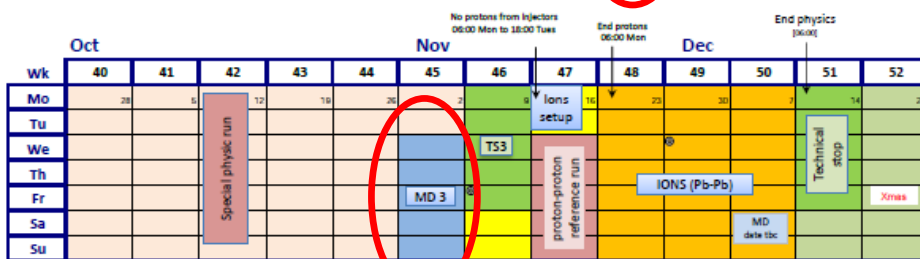 No protons from Injectors
06:00 Mon to 18:00 Tues
End protons
06:00 Mon
End physics
[06:00]
Oct Nov Dec
Wk 40 41 42 43 44 45 46 47 48 49 50 51 52
Mo 28 5 12 19 26 2 9 16 23 30 7 14
Tu
We
Th
Fr
Sa
Su
Special physic run
MD 3
TS3
Ions
setup
proton-proton
reference run
IONS (Pb-Pb)
MD
date tbc
Technical
stop
Xmas